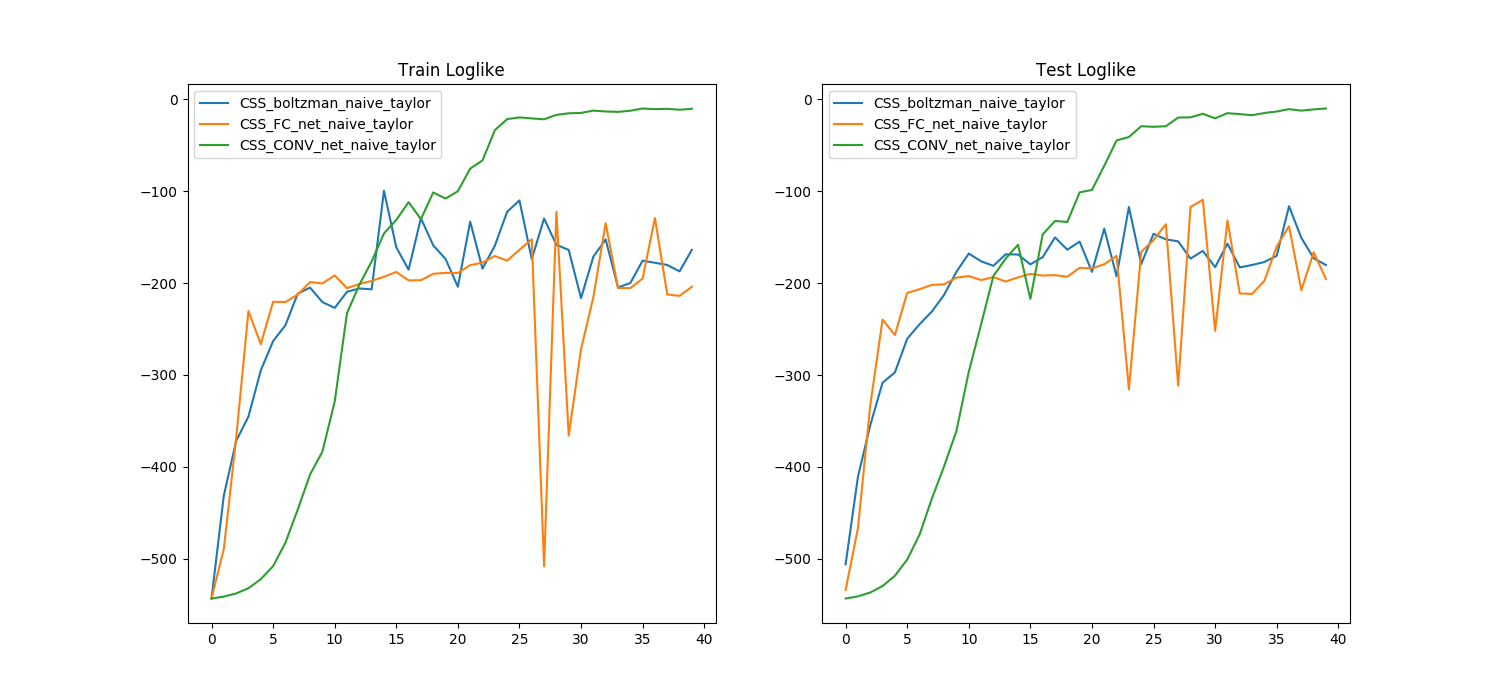 Train Loglike
CSS_boltzman_naive_taylor
CSS_FC_net_naive_taylor
CSS_CONV_net_naive_taylor
0
−100
−200
−300
−400
−500
0 5 10 15 20 25 30 35 40
Test Loglike
CSS_boltzman_naive_taylor
CSS_FC_net_naive_taylor
CSS_CONV_net_naive_taylor
0
−100
−200
−300
−400
−500
0 5 10 15 20 25 30 35 40